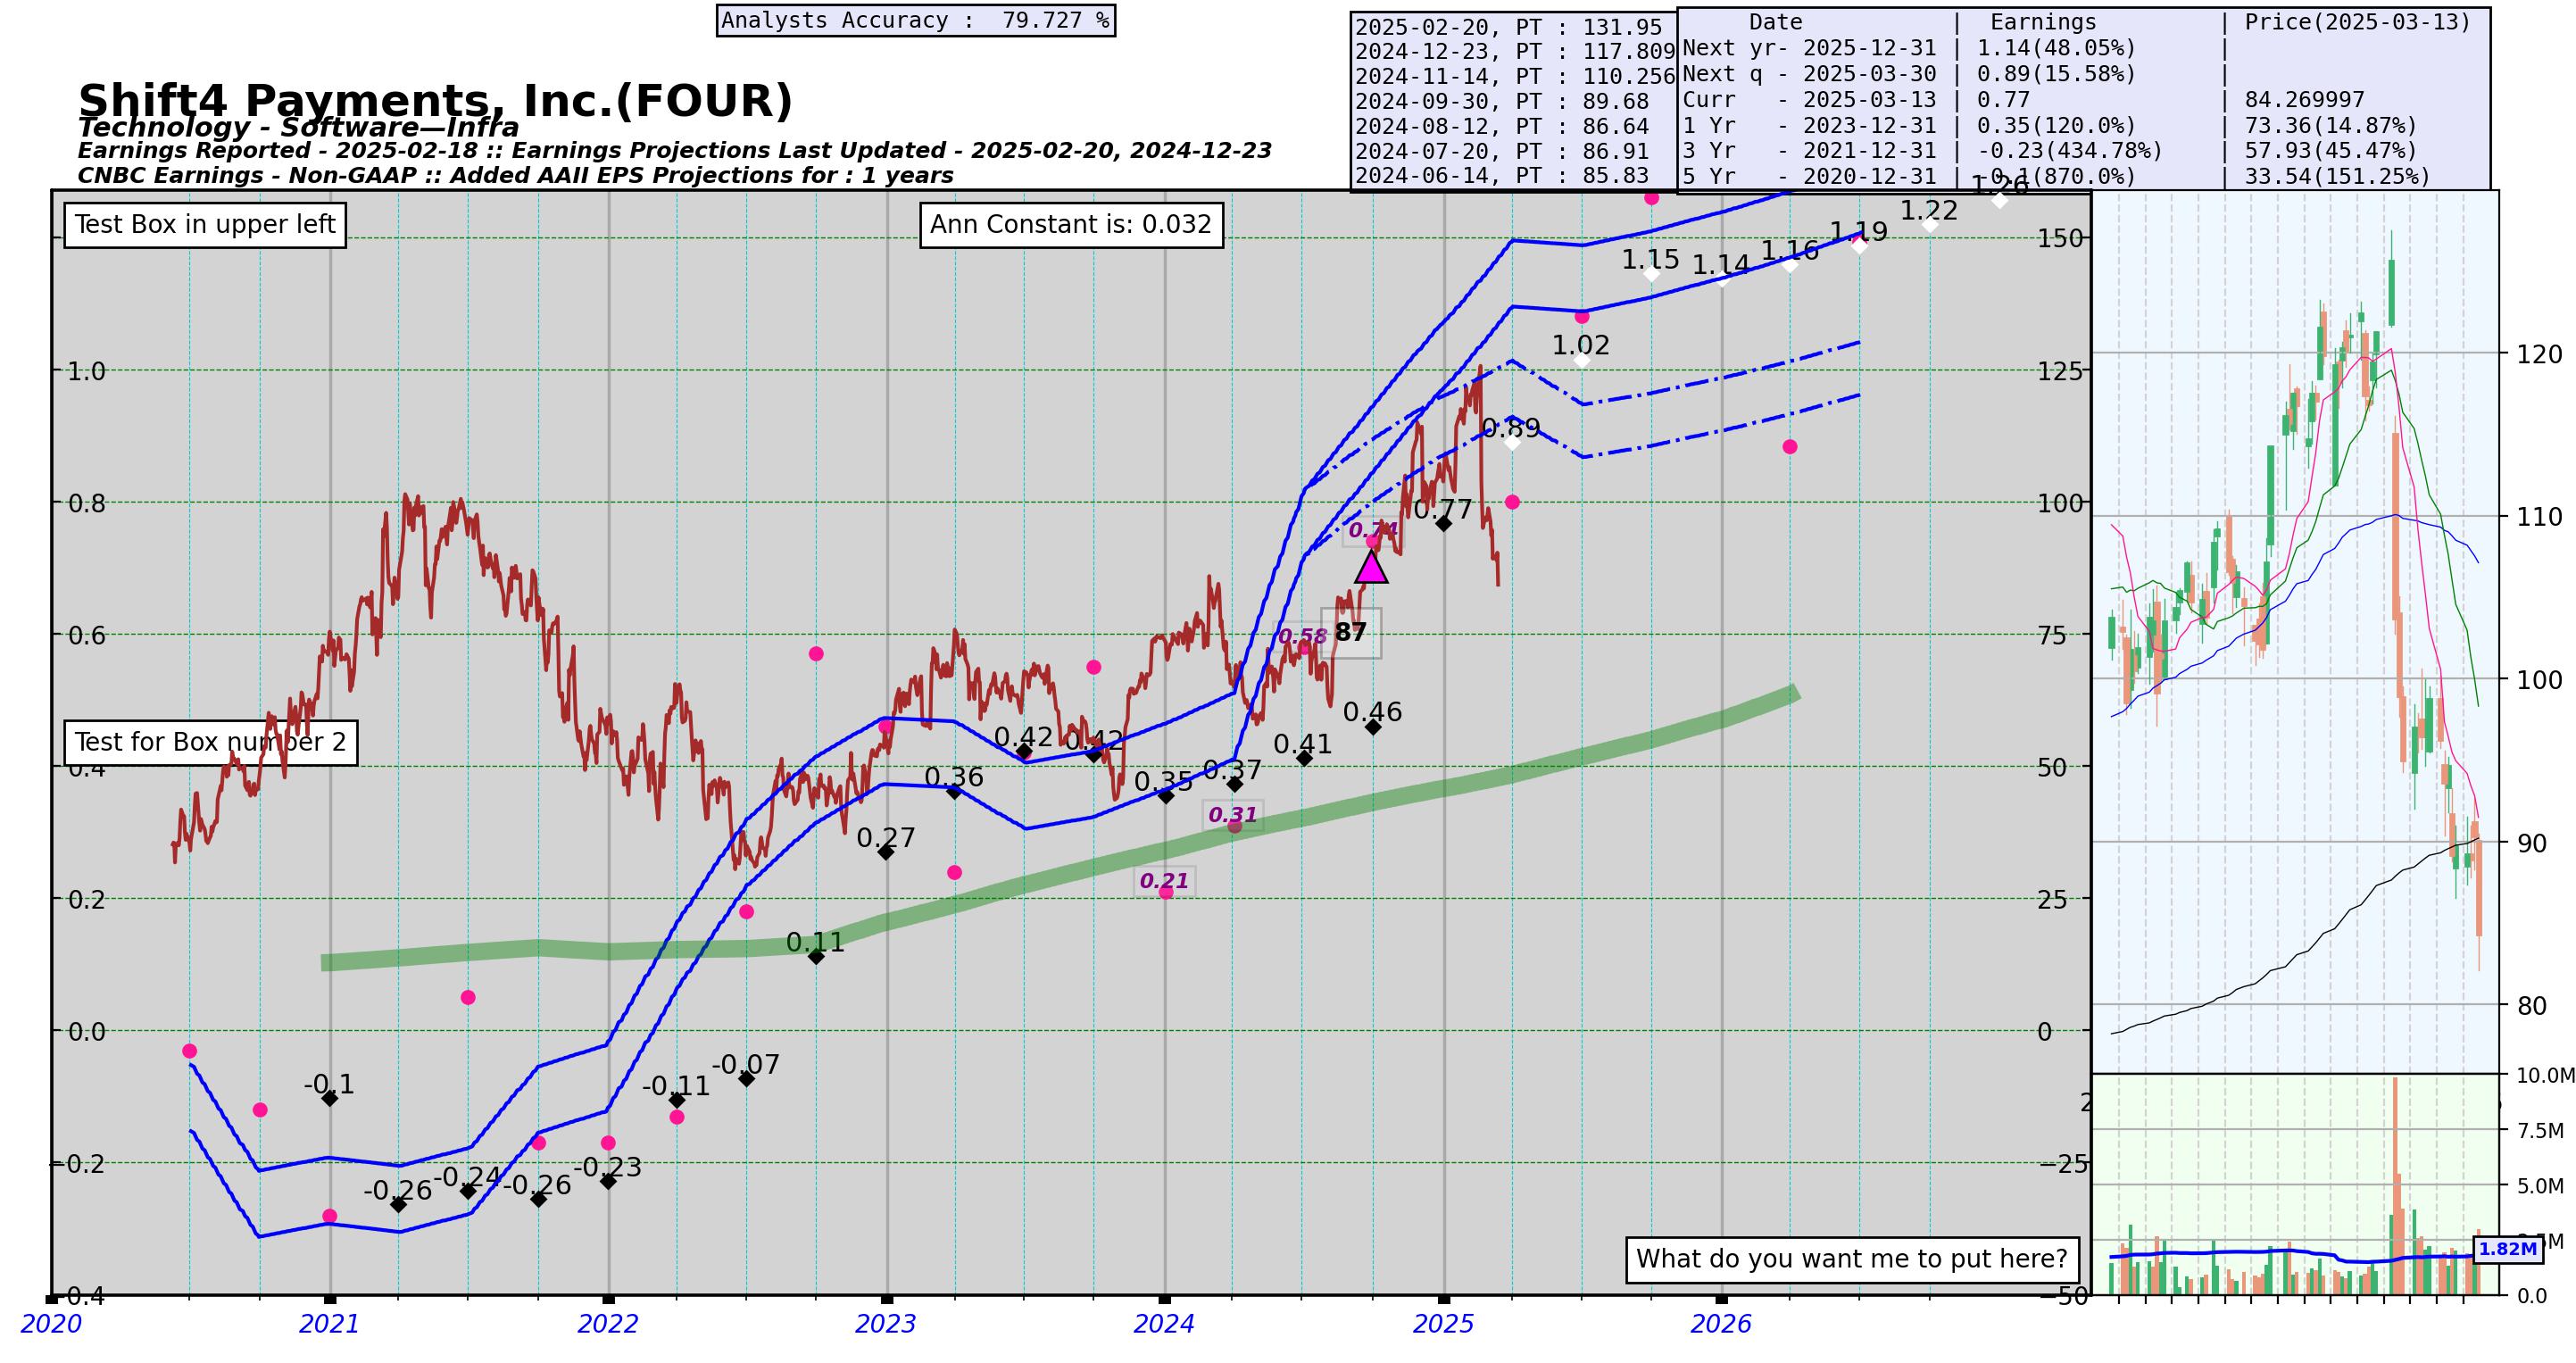 Analysts Accuracy :  79.727 %
2025-02-20, PT : 131.95
2024-12-23, PT : 117.809
2024-11-14, PT : 110.256
2024-09-30, PT : 89.68
2024-08-12, PT : 86.64
2024-07-20, PT : 86.91
2024-06-14, PT : 85.83
Date | Earnings | Price(2025-03-13)
Next yr- 2025-12-31 | 1.14(48.05%) |
Next q - 2025-03-30 | 0.89(15.58%) |
Curr - 2025-03-13 | 0.77 | 84.269997
1 Yr - 2023-12-31 | 0.35(120.0%) | 73.36(14.87%)
3 Yr - 2021-12-31 | -0.23(434.78%) | 57.93(45.47%)
5 Yr - 2020-12-31 | -0.1(870.0%) | 33.54(151.25%)
Shift4 Payments, Inc.(FOUR)
Technology - Software—Infra
Earnings Reported - 2025-02-18 :: Earnings Projections Last Updated - 2025-02-20, 2024-12-23
CNBC Earnings - Non-GAAP :: Added AAII EPS Projections for : 1 years
Test Box in upper left
Ann Constant is: 0.032
Test for Box number 2
What do you want me to put here?
1.0
0.8
0.6
0.4
0.2
0.0
−0.2
−0.4
-0.1
-0.26
-0.24
-0.26
-0.23
-0.11
-0.07
0.11
0.27
0.36
0.42
0.42
0.35
0.37
0.41
0.46
0.77
0.89
1.02
1.15
1.14
1.16
1.19
1.22
1.26
0.21
0.31
0.58
0.74
87
150
125
100
75
50
25
0
−25
−50
120
110
100
90
80
10.0M
7.5M
5.0M
1.82M
0.0
2020
2021
2022
2023
2024
2025
2026